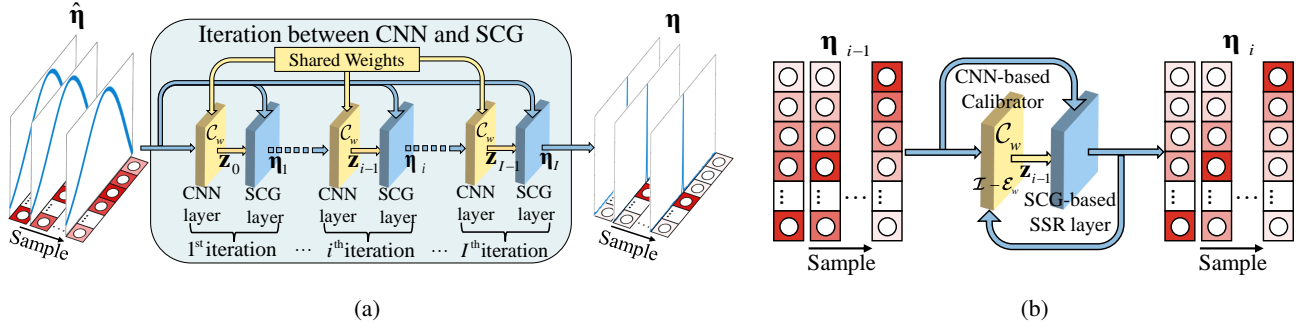 η̂
Iteration between CNN and SCG
Shared Weights
𝒞_w
z_0
η_1
𝒞_w
z_{i−1}
η_i
𝒞_w
z_{I−1}
η_I
CNN layer
SCG layer
CNN layer
SCG layer
CNN layer
SCG layer
1st iteration ... ith iteration ... Ith iteration
Sample
η
Sample
(a)
η_{i−1}
Sample
CNN-based
Calibrator
𝒞_w
z_{i−1}
ℐ − ℰ_w
SCG-based
SSR layer
η_i
Sample
(b)